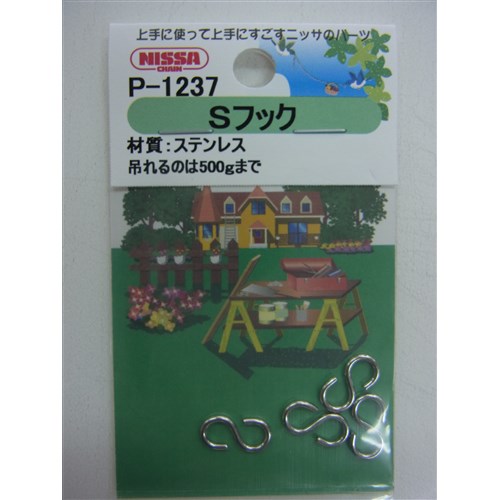 上手に使って上手にすごすニッサのパーツ
NISSA
CHAIN
P-1237
Sフック
材質:ステンレス
吊れるのは500gまで